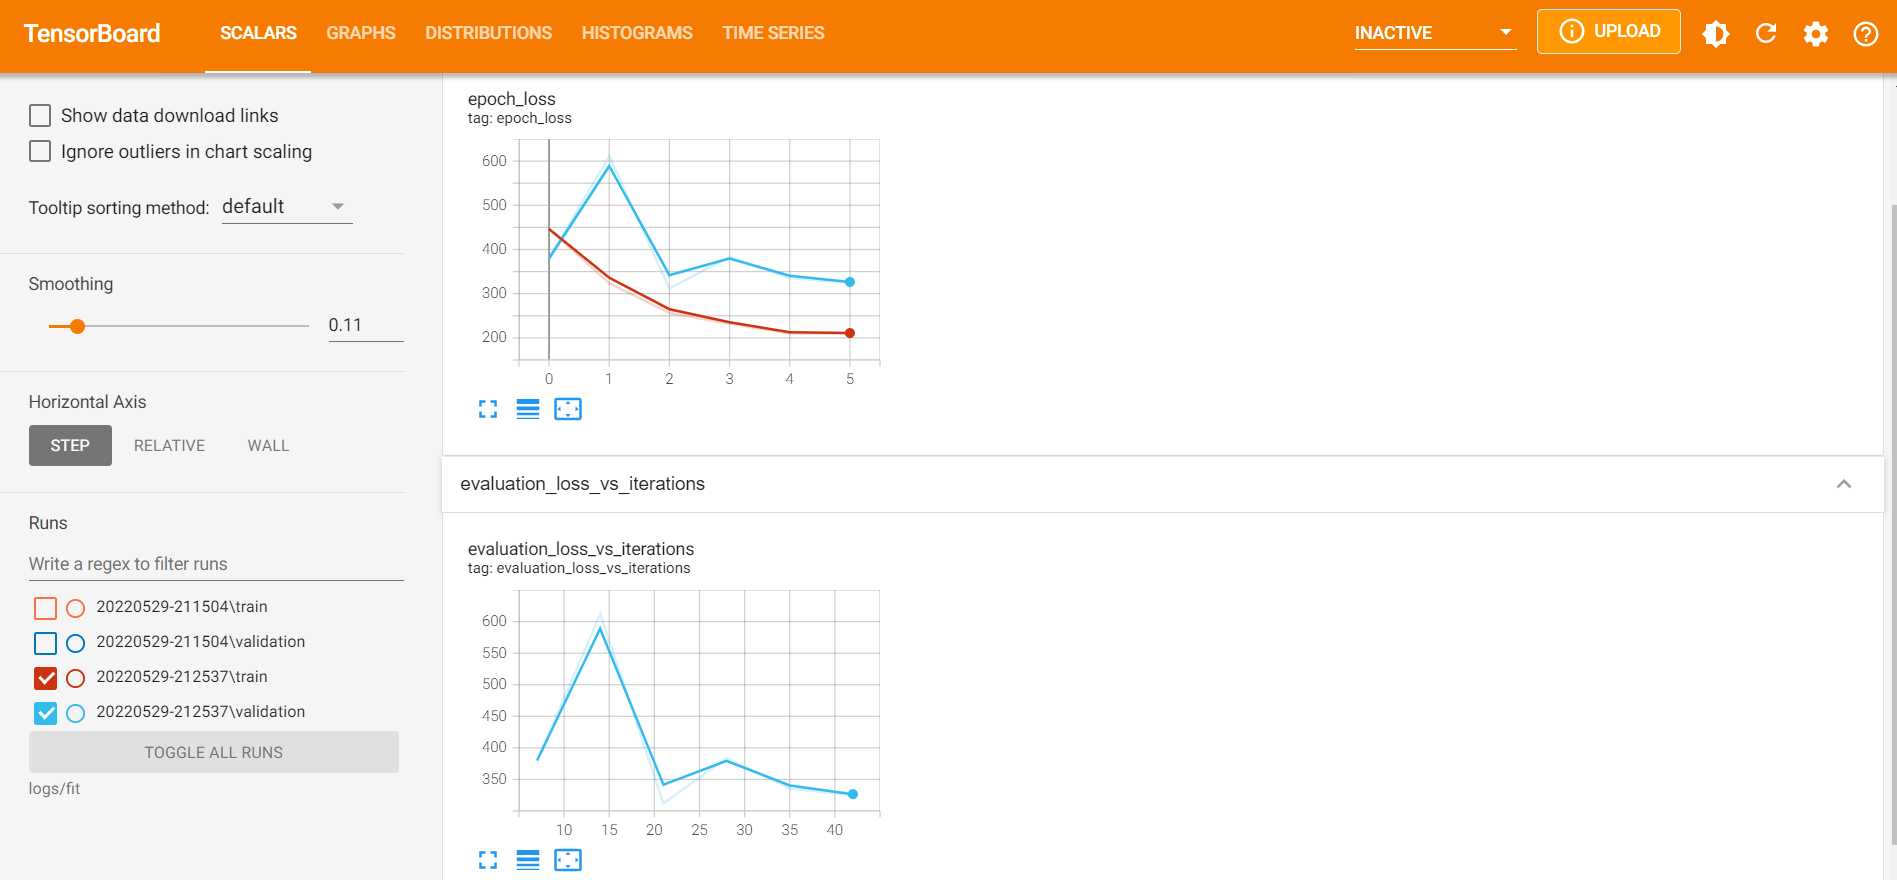 TensorBoard SCALARS GRAPHS DISTRIBUTIONS HISTOGRAMS TIME SERIES INACTIVE UPLOAD
Show data download links
Ignore outliers in chart scaling
Tooltip sorting method: default
Smoothing
0.11
Horizontal Axis
STEP RELATIVE WALL
Runs
Write a regex to filter runs
20220529-211504\train
20220529-211504\validation
20220529-212537\train
20220529-212537\validation
TOGGLE ALL RUNS
logs/fit
epoch_loss
tag: epoch_loss
600
500
400
300
200
0 1 2 3 4 5
evaluation_loss_vs_iterations
evaluation_loss_vs_iterations
tag: evaluation_loss_vs_iterations
600
550
500
450
400
350
10 15 20 25 30 35 40